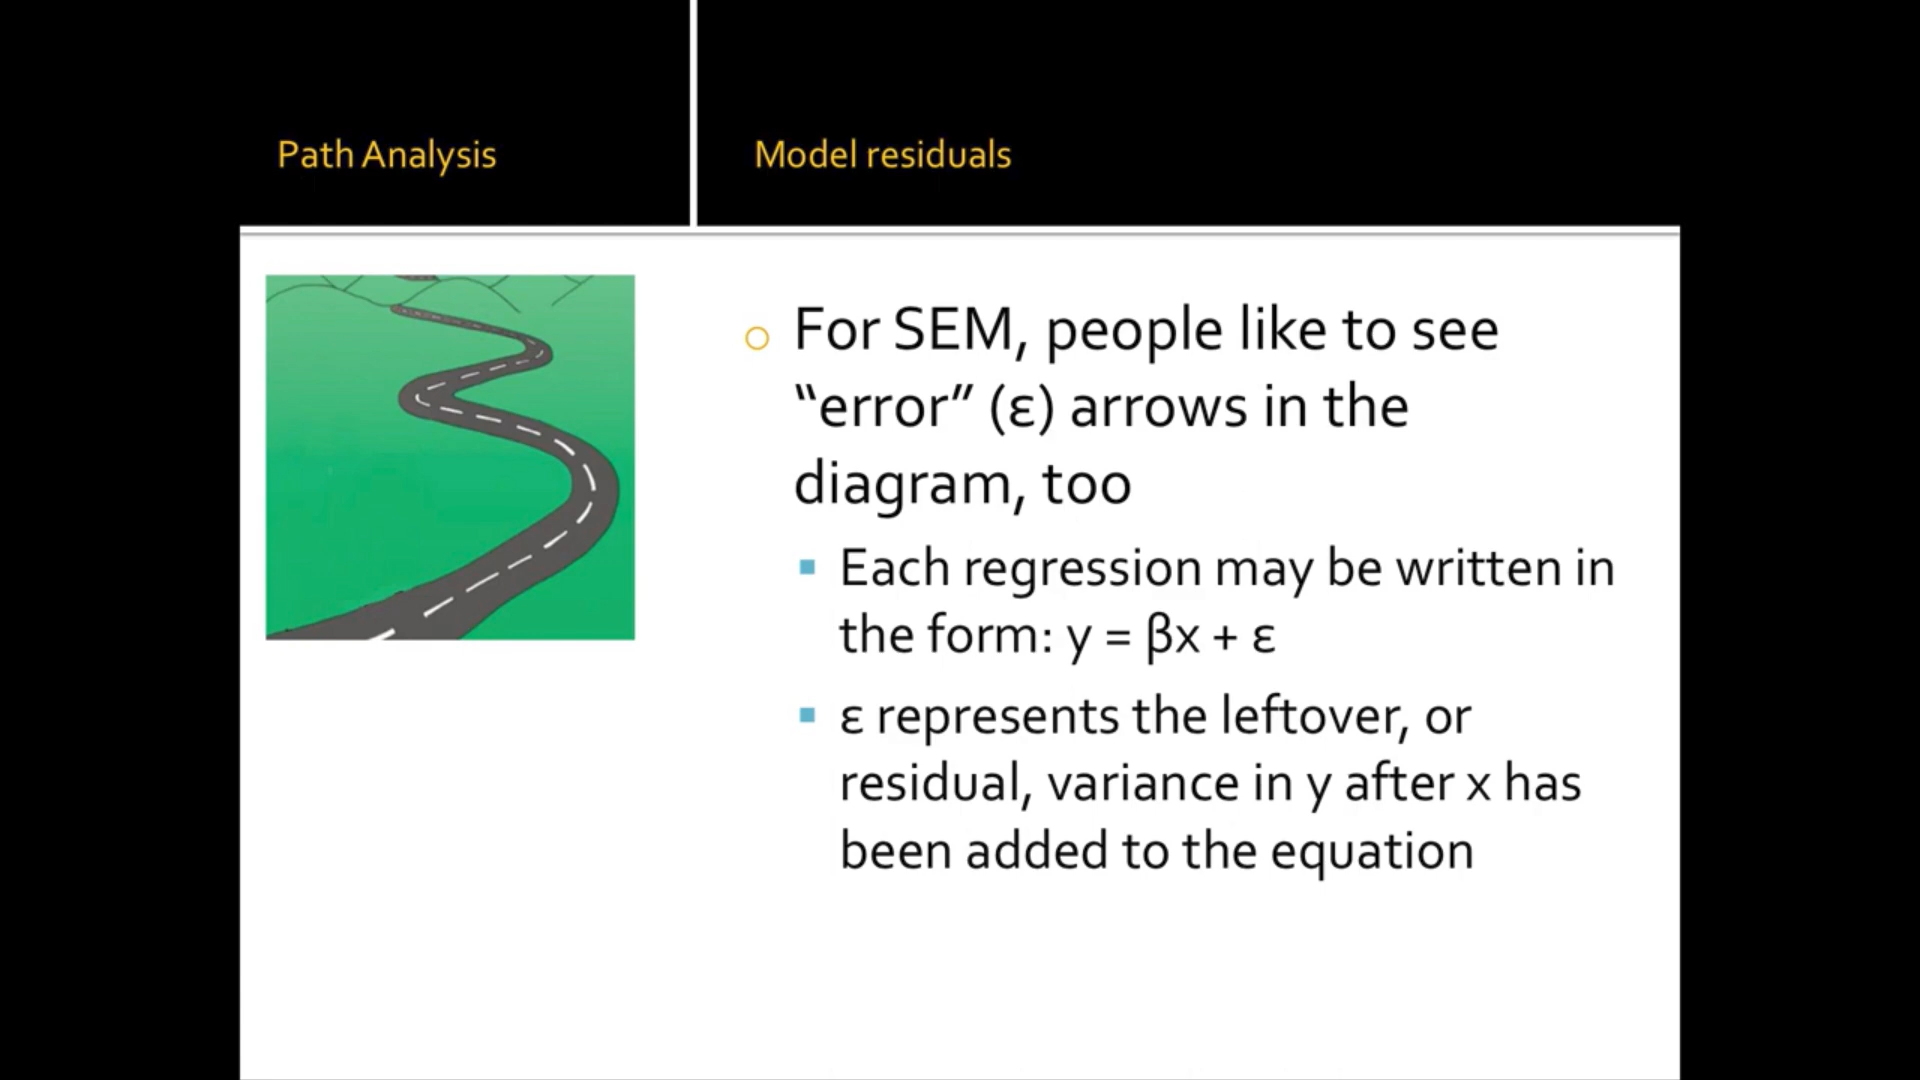 Path Analysis
Model residuals
For SEM, people like to see
“error” (ε) arrows in the
diagram, too
Each regression may be written in
the form: y = βx + ε
ε represents the leftover, or
residual, variance in y after x has
been added to the equation